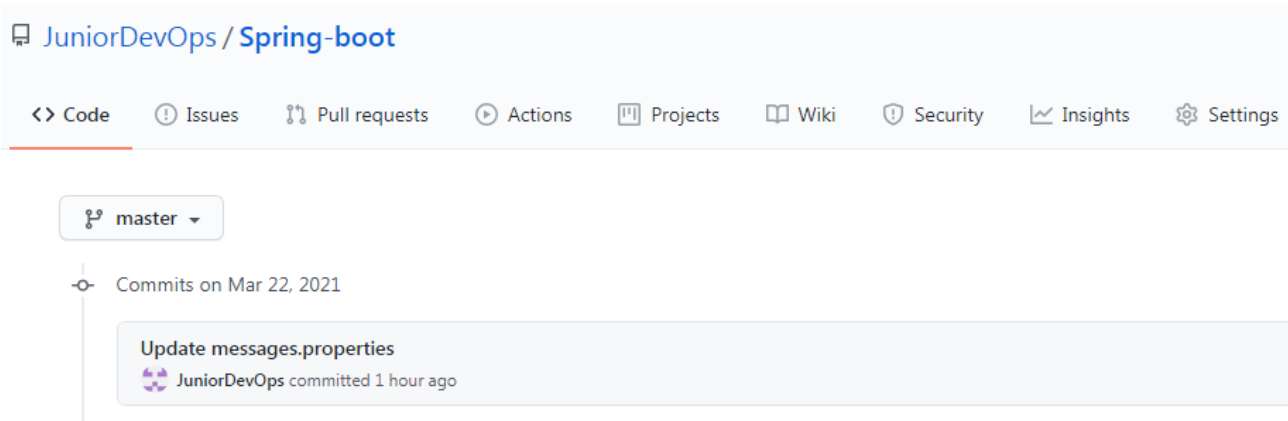 JuniorDevOps / Spring-boot
<> Code Issues Pull requests Actions Projects Wiki Security Insights Settings
master
Commits on Mar 22, 2021
Update messages.properties
JuniorDevOps committed 1 hour ago